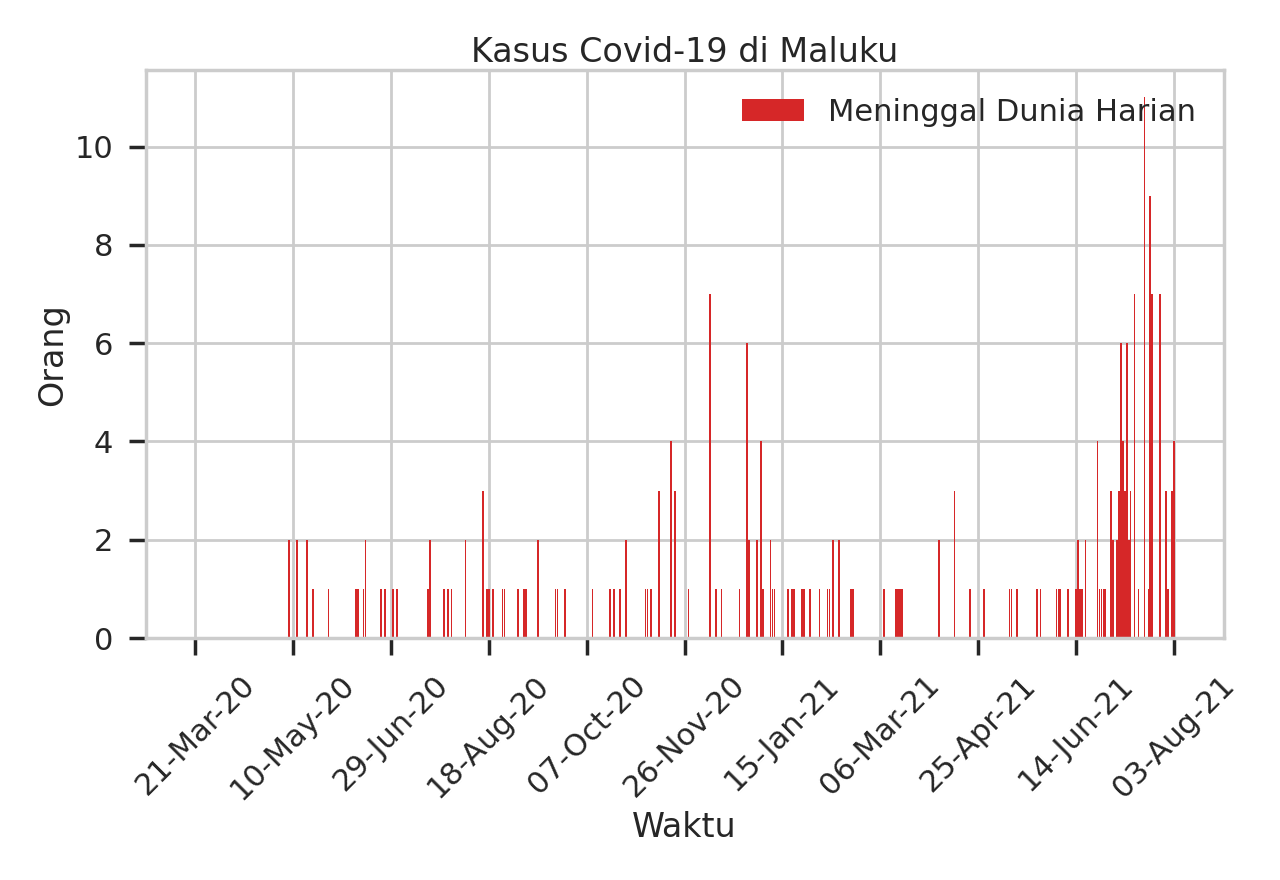 Kasus Covid-19 di Maluku
Meninggal Dunia Harian
10
8
6
4
2
0
Orang
21-Mar-20
10-May-20
29-Jun-20
18-Aug-20
07-Oct-20
26-Nov-20
15-Jan-21
06-Mar-21
25-Apr-21
14-Jun-21
03-Aug-21
Waktu